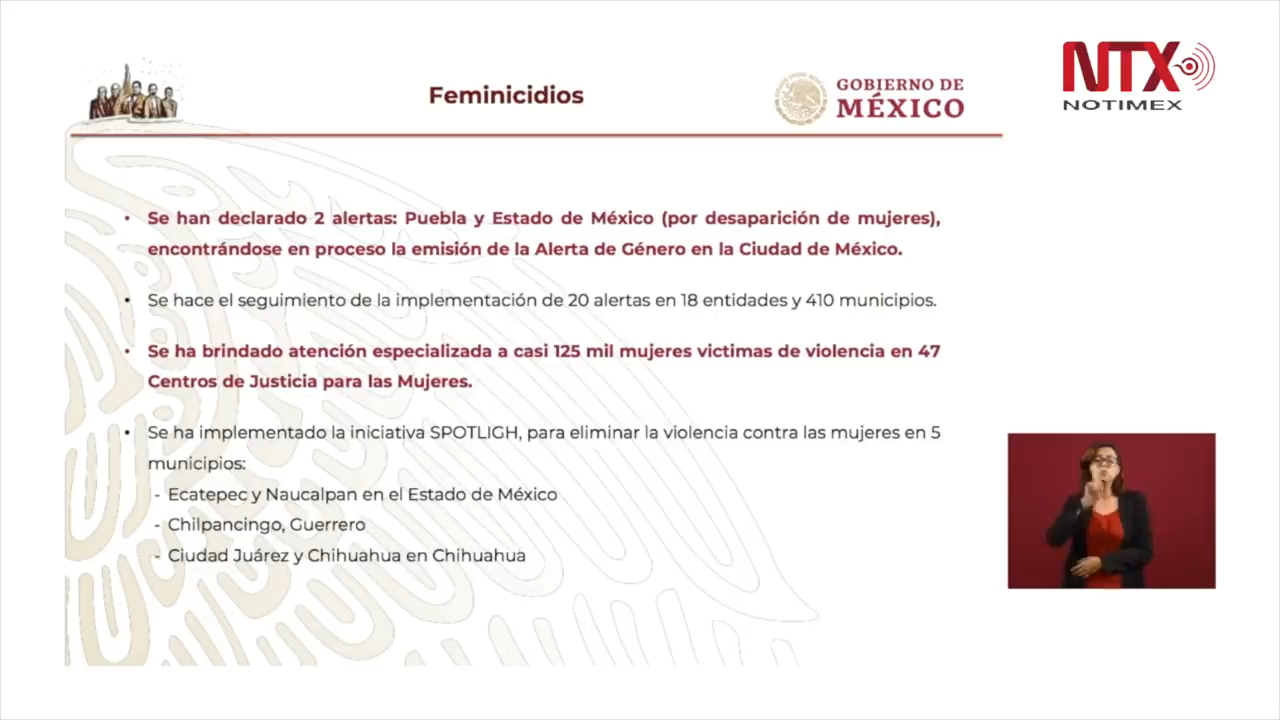 Feminicidios
GOBIERNO DE
MÉXICO
NTX
NOTIMEX
• Se han declarado 2 alertas: Puebla y Estado de México (por desaparición de mujeres),
encontrándose en proceso la emisión de la Alerta de Género en la Ciudad de México.
• Se hace el seguimiento de la implementación de 20 alertas en 18 entidades y 410 municipios.
• Se ha brindado atención especializada a casi 125 mil mujeres victimas de violencia en 47
Centros de Justicia para las Mujeres.
• Se ha implementado la iniciativa SPOTLIGH, para eliminar la violencia contra las mujeres en 5
municipios:
- Ecatepec y Naucalpan en el Estado de México
- Chilpancingo, Guerrero
- Ciudad Juárez y Chihuahua en Chihuahua